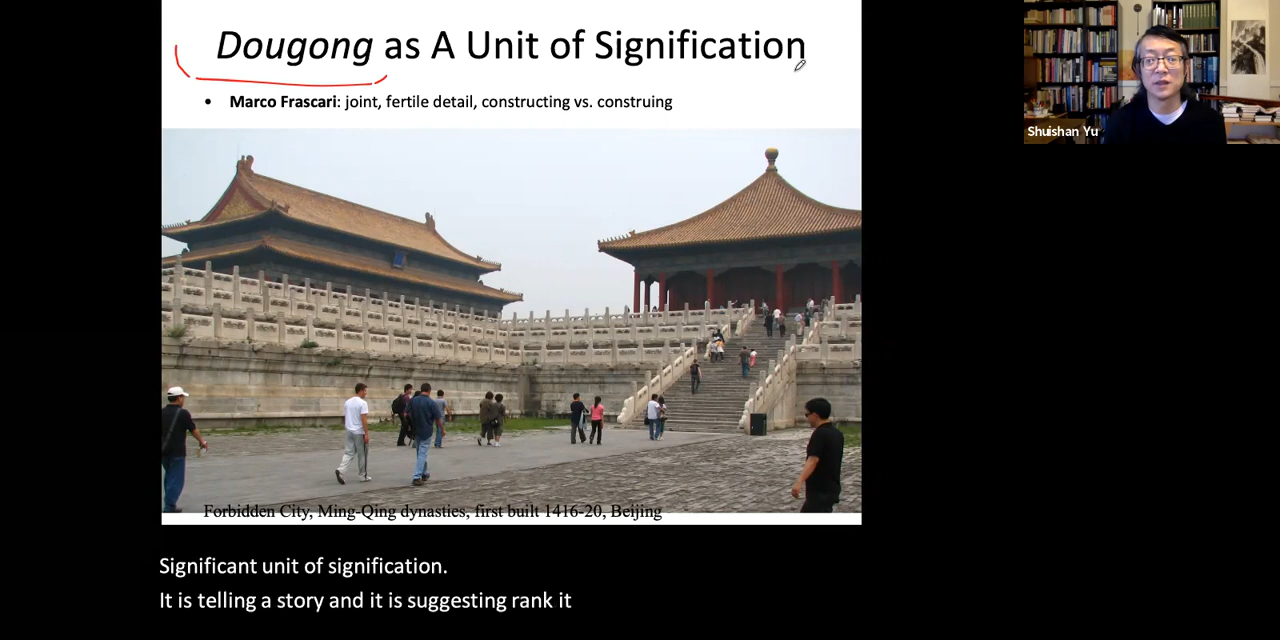 Dougong as A Unit of Signification
• Marco Frascari: joint, fertile detail, constructing vs. construing
Shuishan Yu
Forbidden City, Ming-Qing dynasties, first built 1416-20, Beijing
Significant unit of signification.
It is telling a story and it is suggesting rank it